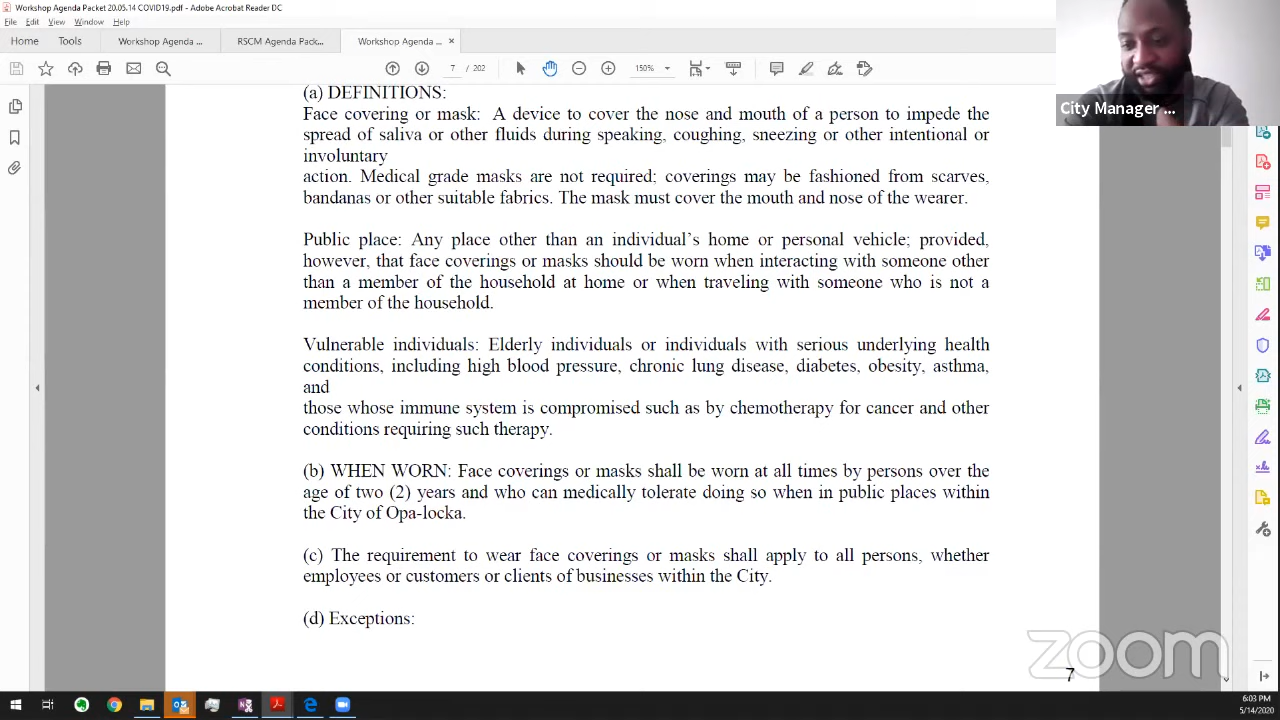 Workshop Agenda Packet 20.05.14 COVID19.pdf - Adobe Acrobat Reader DC
File Edit View Window Help
Home Tools Workshop Agenda ... RSCM Agenda Pack... Workshop Agenda ... ×
7 / 202 150%
City Manager ...
(a) DEFINITIONS:
Face covering or mask: A device to cover the nose and mouth of a person to impede the
spread of saliva or other fluids during speaking, coughing, sneezing or other intentional or
involuntary
action. Medical grade masks are not required; coverings may be fashioned from scarves,
bandanas or other suitable fabrics. The mask must cover the mouth and nose of the wearer.
Public place: Any place other than an individual's home or personal vehicle; provided,
however, that face coverings or masks should be worn when interacting with someone other
than a member of the household at home or when traveling with someone who is not a
member of the household.
Vulnerable individuals: Elderly individuals or individuals with serious underlying health
conditions, including high blood pressure, chronic lung disease, diabetes, obesity, asthma,
and
those whose immune system is compromised such as by chemotherapy for cancer and other
conditions requiring such therapy.
(b) WHEN WORN: Face coverings or masks shall be worn at all times by persons over the
age of two (2) years and who can medically tolerate doing so when in public places within
the City of Opa-locka.
(c) The requirement to wear face coverings or masks shall apply to all persons, whether
employees or customers or clients of businesses within the City.
(d) Exceptions:
zoom
7
6:03 PM
5/14/2020